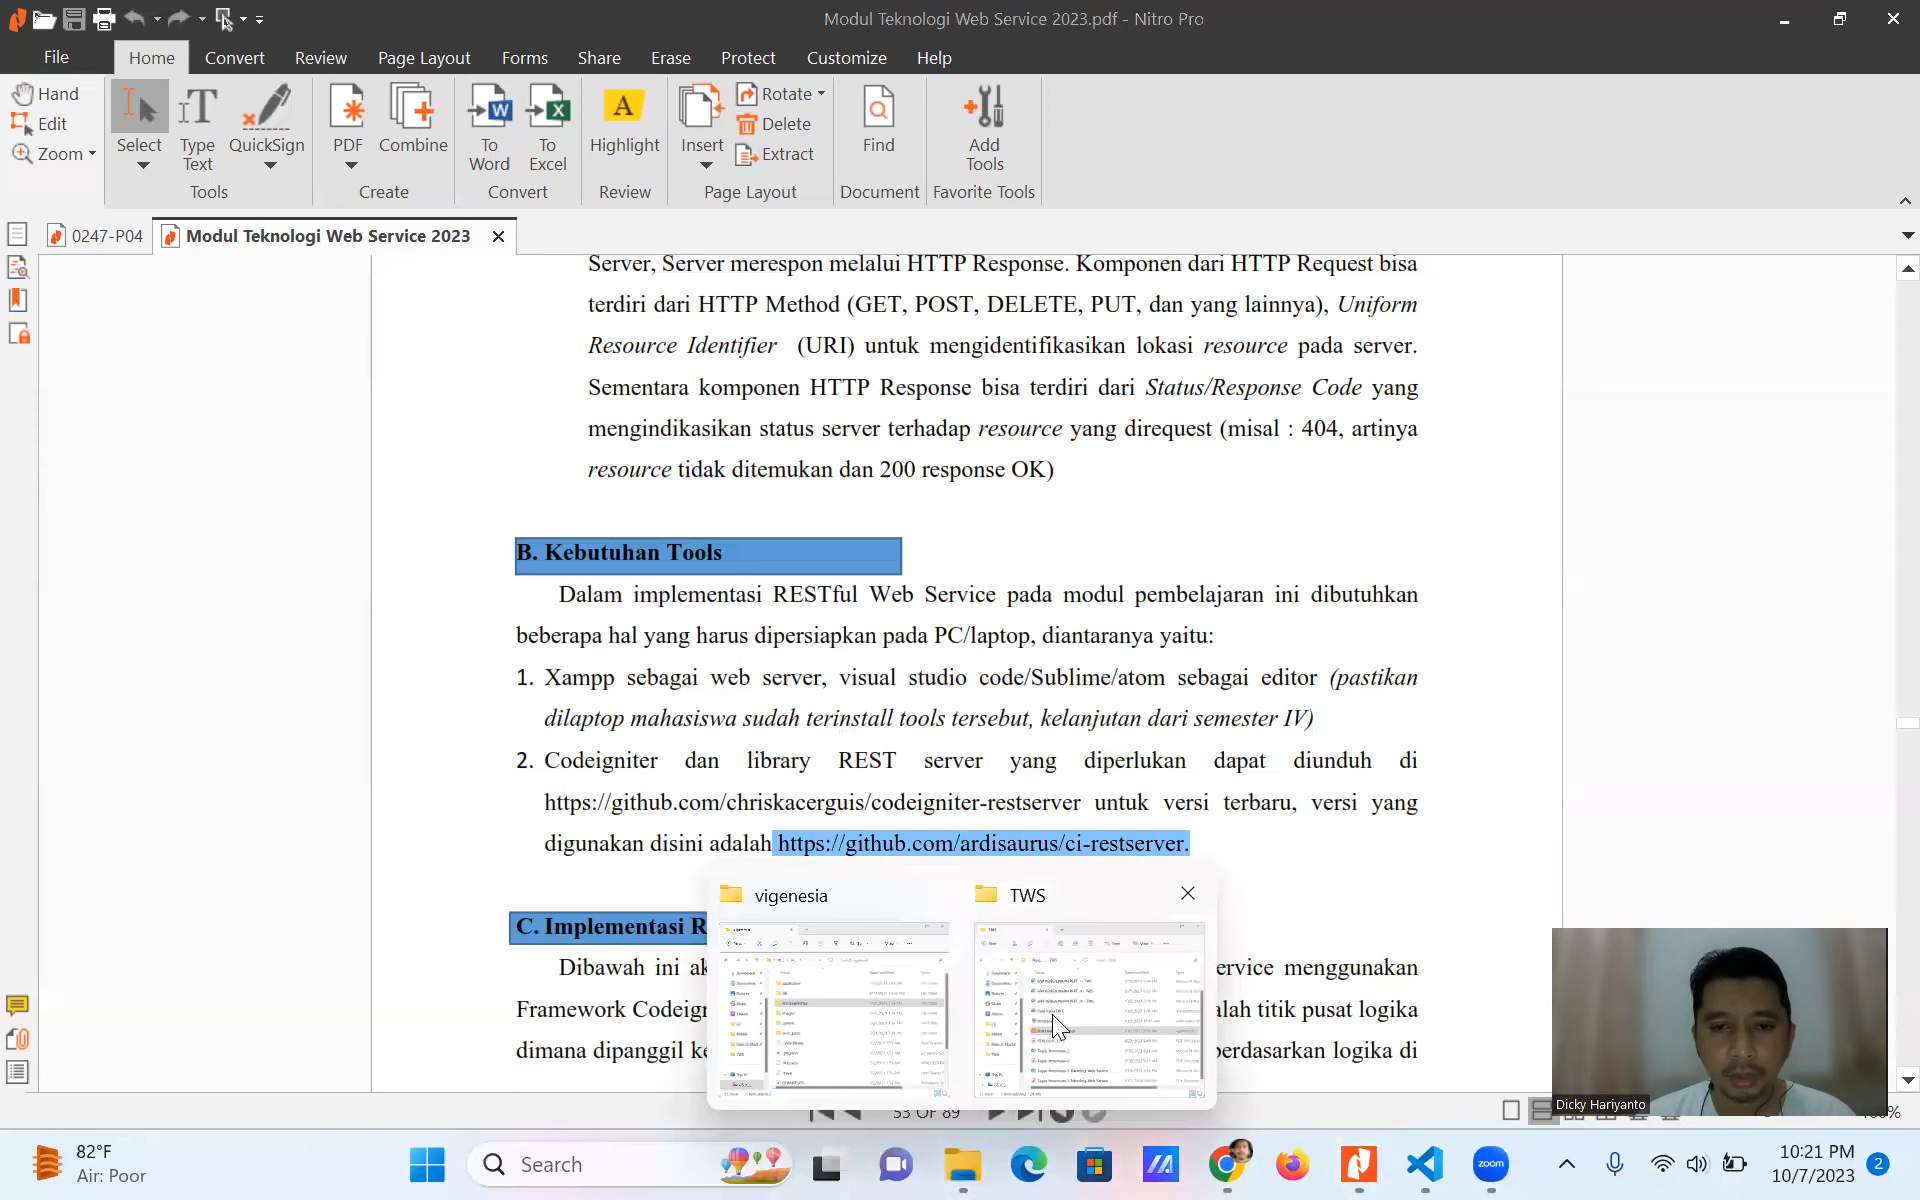 Modul Teknologi Web Service 2023.pdf - Nitro Pro
File Home Convert Review Page Layout Forms Share Erase Protect Customize Help
Hand
Edit
Zoom
Select
Type Text
QuickSign
Tools
PDF
Combine
Create
To Word
To Excel
Convert
Highlight
Review
Insert
Rotate
Delete
Extract
Page Layout
Find
Document
Add Tools
Favorite Tools
0247-P04
Modul Teknologi Web Service 2023
Server, Server merespon melalui HTTP Response. Komponen dari HTTP Request bisa
terdiri dari HTTP Method (GET, POST, DELETE, PUT, dan yang lainnya), Uniform
Resource Identifier (URI) untuk mengidentifikasikan lokasi resource pada server.
Sementara komponen HTTP Response bisa terdiri dari Status/Response Code yang
mengindikasikan status server terhadap resource yang direquest (misal : 404, artinya
resource tidak ditemukan dan 200 response OK)
B. Kebutuhan Tools
Dalam implementasi RESTful Web Service pada modul pembelajaran ini dibutuhkan
beberapa hal yang harus dipersiapkan pada PC/laptop, diantaranya yaitu:
1. Xampp sebagai web server, visual studio code/Sublime/atom sebagai editor (pastikan
dilaptop mahasiswa sudah terinstall tools tersebut, kelanjutan dari semester IV)
2. Codeigniter dan library REST server yang diperlukan dapat diunduh di
https://github.com/chriskacerguis/codeigniter-restserver untuk versi terbaru, versi yang
digunakan disini adalah https://github.com/ardisaurus/ci-restserver.
vigenesia
TWS
C. Implementasi R
Dibawah ini ak
ervice menggunakan
Framework Codeig
alah titik pusat logika
dimana dipanggil ke
berdasarkan logika di
53 OF 89
Dicky Hariyanto
82°F
Air: Poor
Search
zoom
10:21 PM
10/7/2023
2